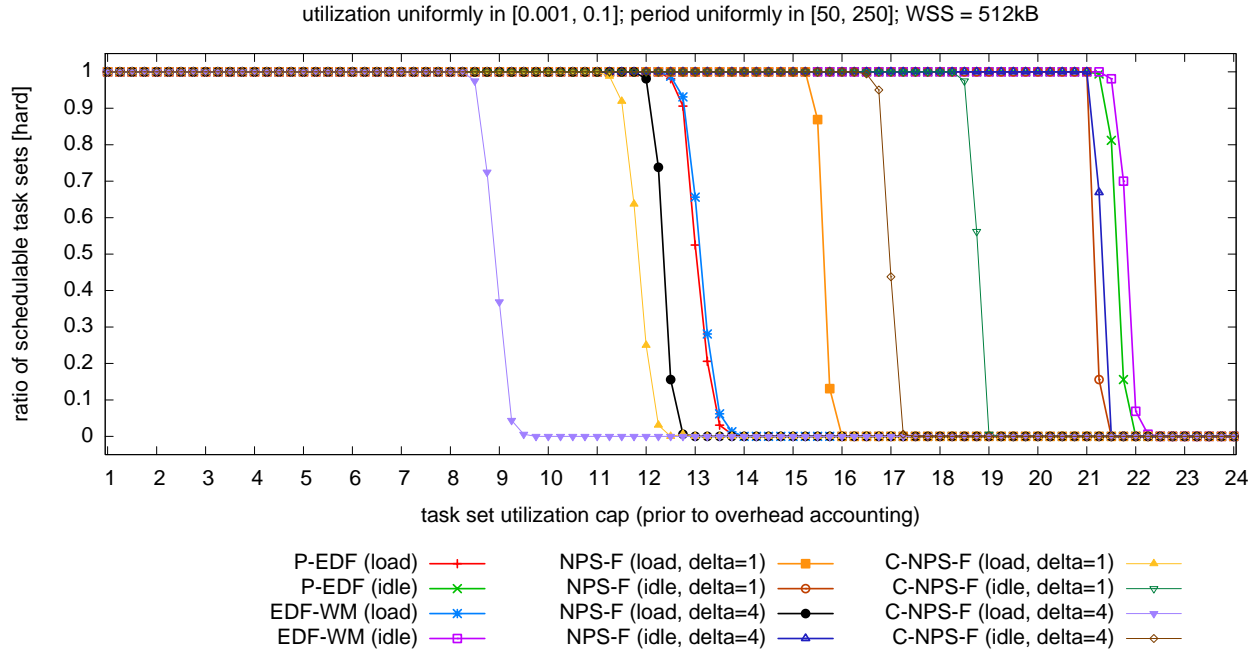 utilization uniformly in [0.001, 0.1]; period uniformly in [50, 250]; WSS = 512kB
ratio of schedulable task sets [hard]
1
0.9
0.8
0.7
0.6
0.5
0.4
0.3
0.2
0.1
0
1 2 3 4 5 6 7 8 9 10 11 12 13 14 15 16 17 18 19 20 21 22 23 24
task set utilization cap (prior to overhead accounting)
P-EDF (load) NPS-F (load, delta=1) C-NPS-F (load, delta=1)
P-EDF (idle) NPS-F (idle, delta=1) C-NPS-F (idle, delta=1)
EDF-WM (load) NPS-F (load, delta=4) C-NPS-F (load, delta=4)
EDF-WM (idle) NPS-F (idle, delta=4) C-NPS-F (idle, delta=4)